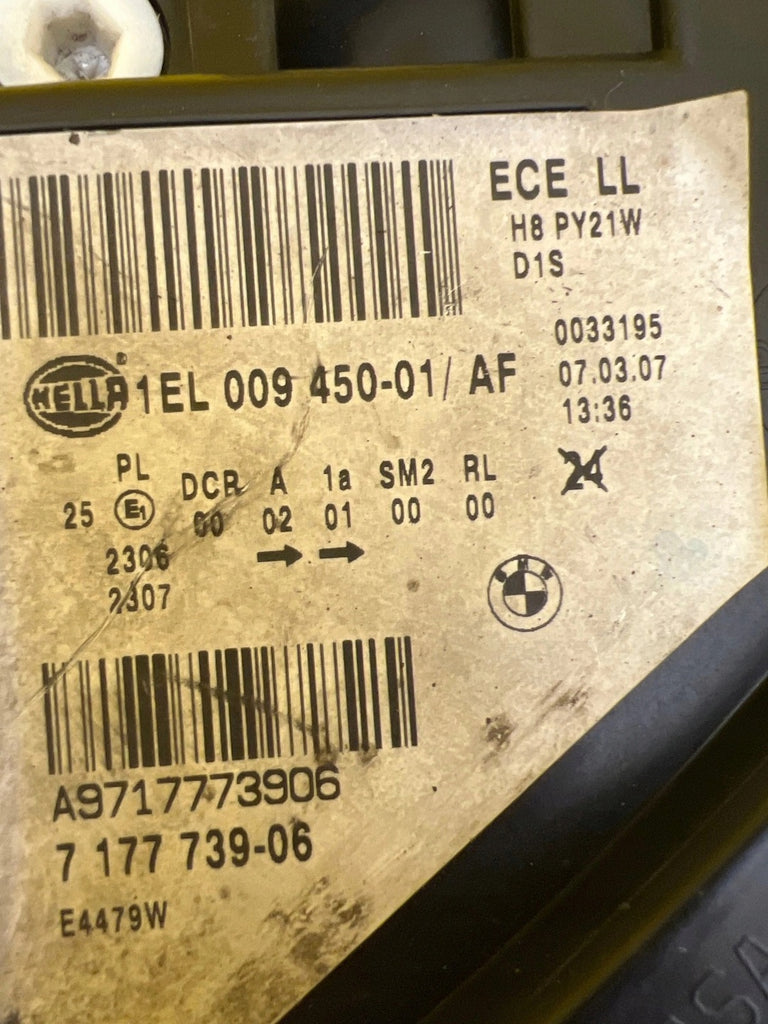 ECE LL
H8 PY21W
D1S
HELLA® 1EL 009 450-01/ AF
0033195
07.03.07
13:36
24
PL DCR A 1a SM2 RL
25 E1 00 02 01 00 00
2306
2307
BMW
A9717773906
7 177 739-06
E4479W